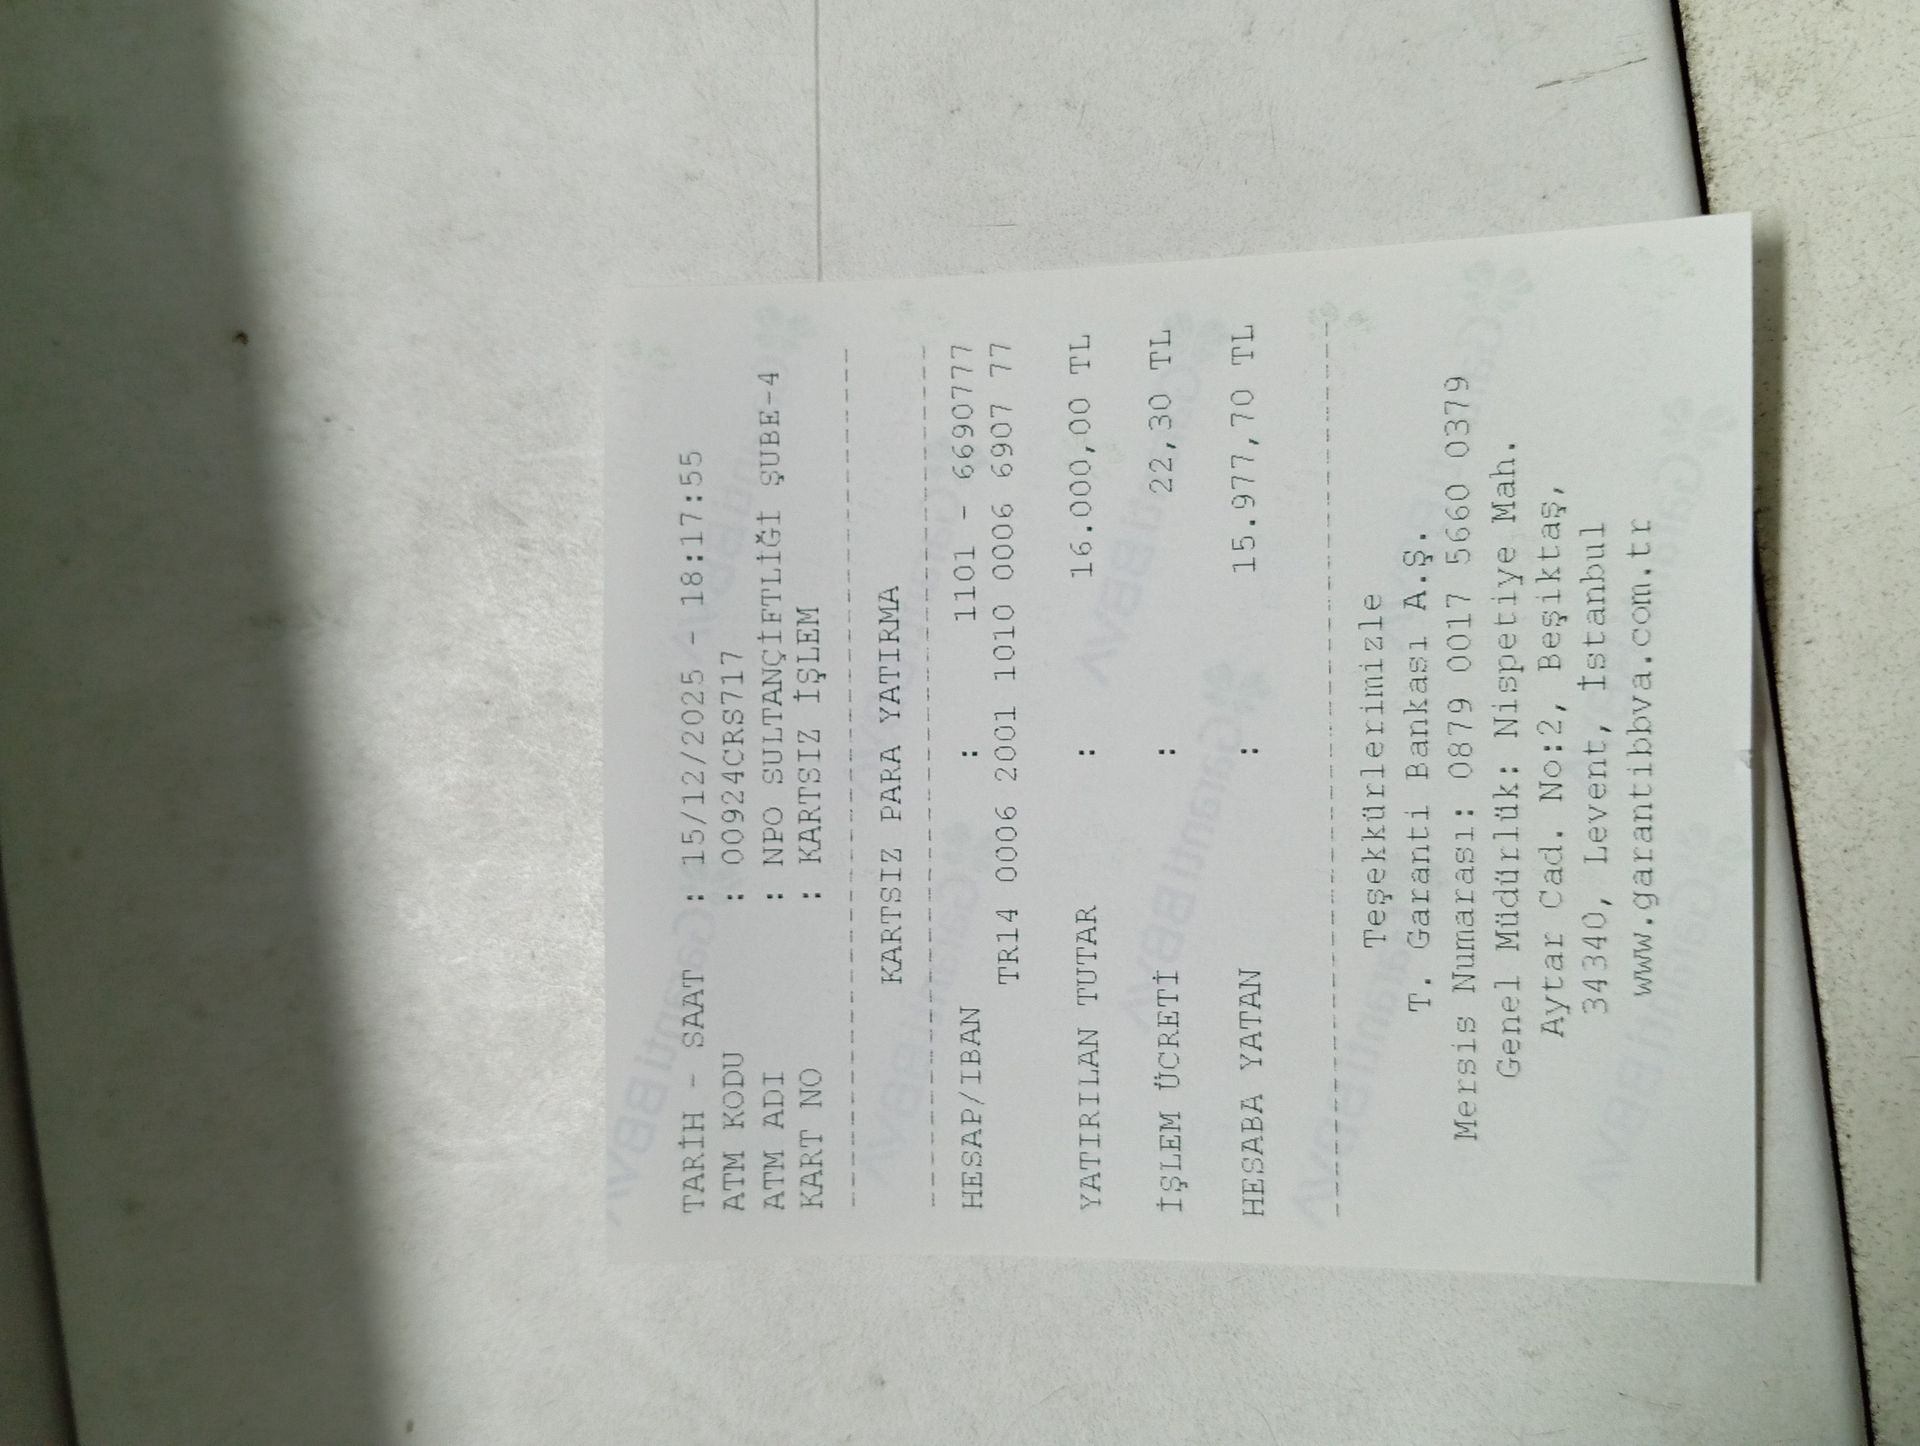 TARİH - SAAT : 15/12/2025 - 18:17:55
ATM KODU : 00924CRS717
ATM ADI : NPO SULTANÇİFTLİĞİ ŞUBE-4
KART NO : KARTSIZ İŞLEM
KARTSIZ PARA YATIRMA
HESAP/IBAN : 1101 - 6690777
TR14 0006 2001 1010 0006 6907 77
YATIRILAN TUTAR : 16.000,00 TL
İŞLEM ÜCRETİ : 22,30 TL
HESABA YATAN : 15.977,70 TL
Teşekkürlerimizle
T. Garanti Bankası A.Ş.
Mersis Numarası: 0879 0017 5660 0379
Genel Müdürlük: Nispetiye Mah.
Aytar Cad. No:2, Beşiktaş,
34340, Levent, İstanbul
www.garantibbva.com.tr